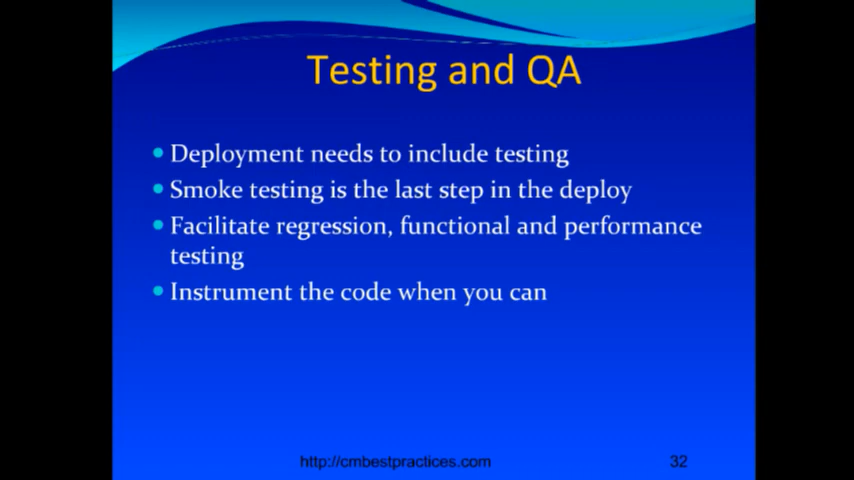 Testing and QA
Deployment needs to include testing
Smoke testing is the last step in the deploy
Facilitate regression, functional and performance
testing
Instrument the code when you can
http://cmbestpractices.com
32